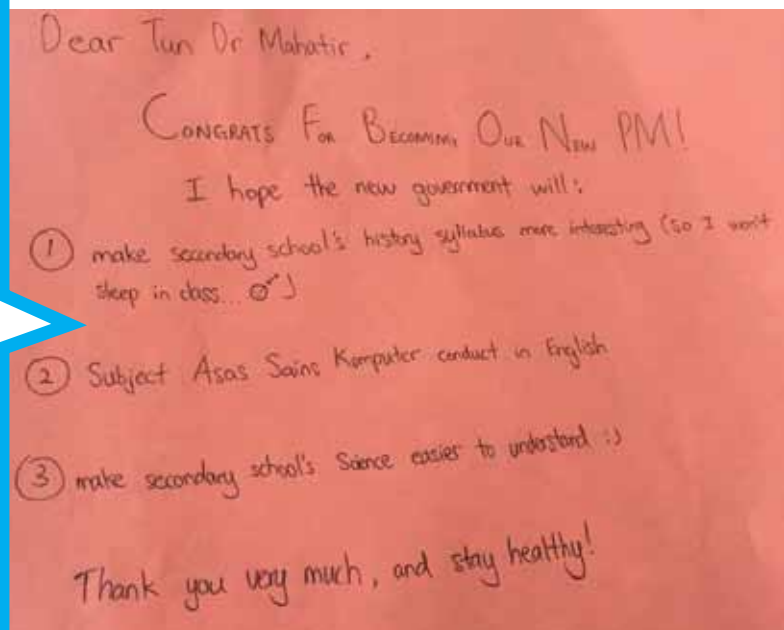 Dear Tun Dr Mahatir,
CONGRATS FOR BECOMING OUR NEW PM!
I hope the new government will:
① make secondary school's history syllabus more interesting (so I won't
sleep in class...
② Subject Asas Sains Komputer conduct in English
③ make secondary school's Science easier to understand :)
Thank you very much, and stay healthy!